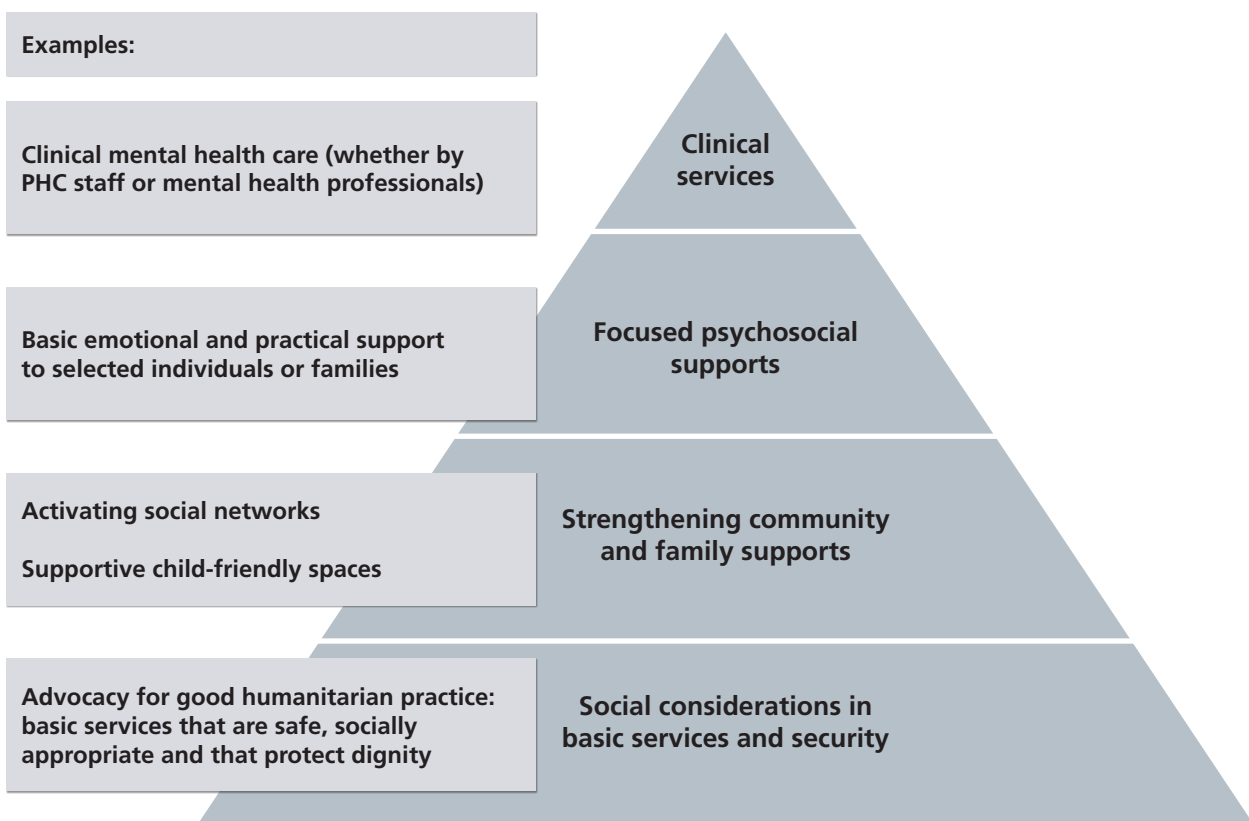 Examples:
Clinical mental health care (whether by
PHC staff or mental health professionals)
Clinical
services
Basic emotional and practical support
to selected individuals or families
Focused psychosocial
supports
Activating social networks
Supportive child-friendly spaces
Strengthening community
and family supports
Advocacy for good humanitarian practice:
basic services that are safe, socially
appropriate and that protect dignity
Social considerations in
basic services and security